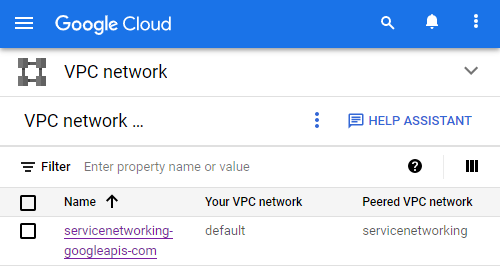 Google Cloud
VPC network
VPC network ...
HELP ASSISTANT
Filter Enter property name or value
Name Your VPC network Peered VPC network
servicenetworking- default servicenetworking
googleapis-com